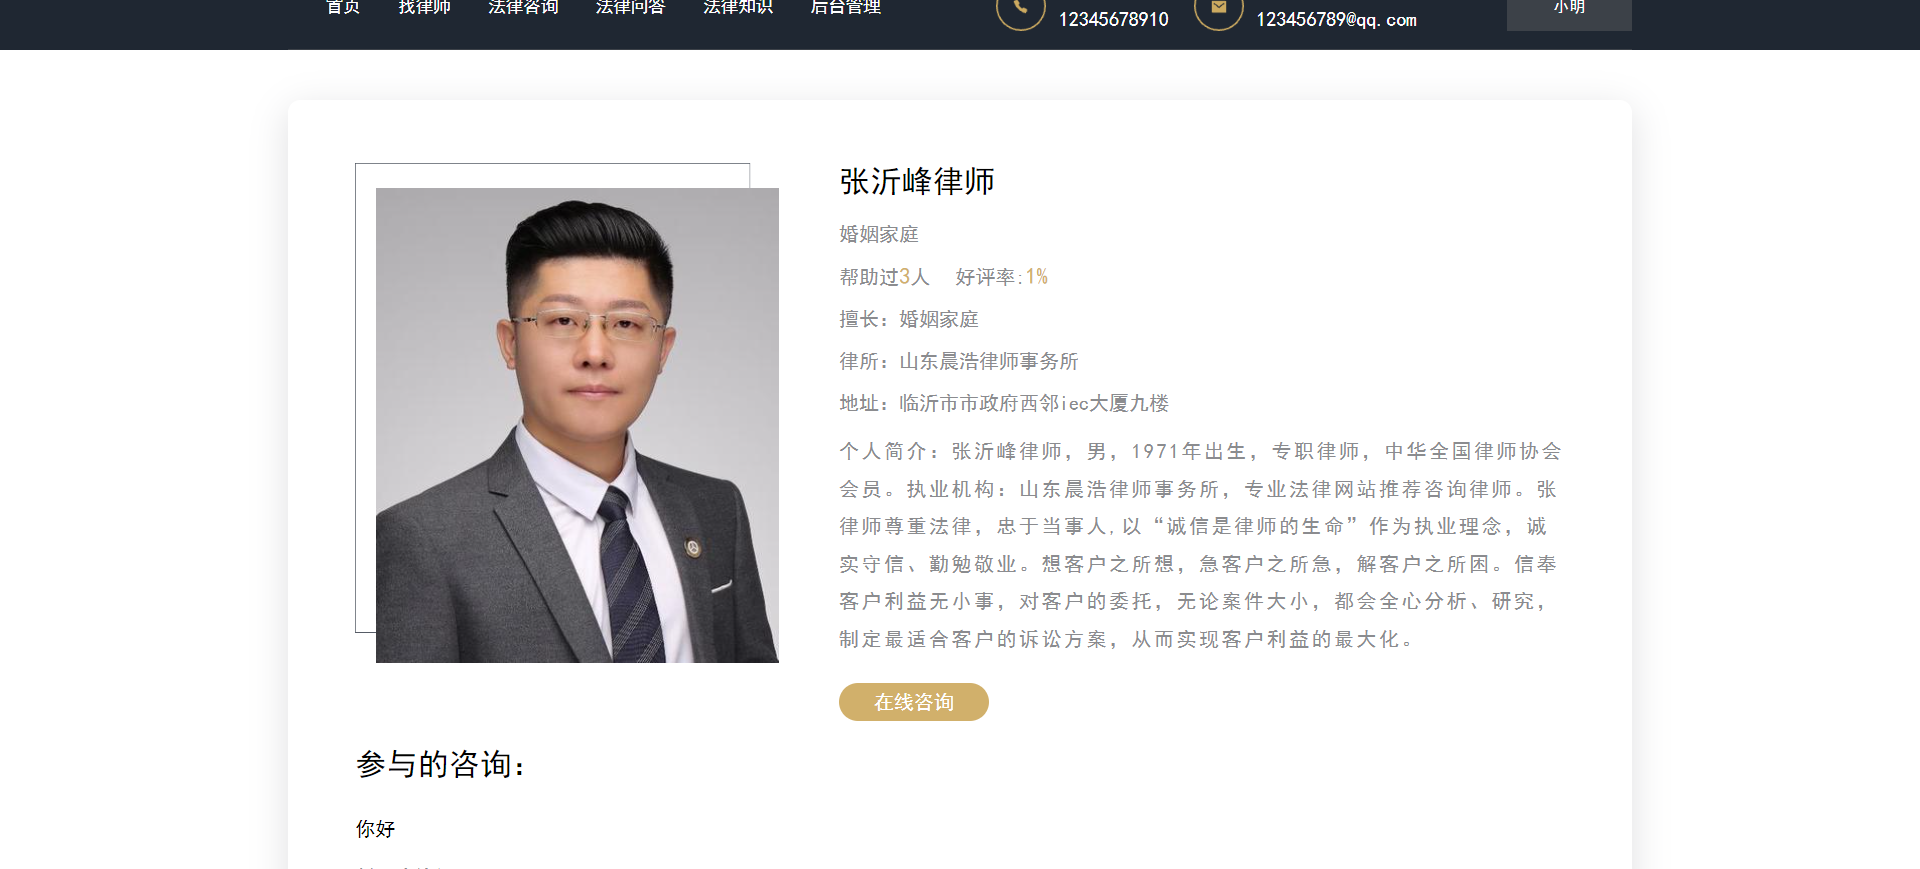 首页 找律师 法律咨询 法律问答 法律知识 后台管理 12345678910 123456789@qq.com 小明
张沂峰律师
婚姻家庭
帮助过3人 好评率:1%
擅长：婚姻家庭
律所：山东晨浩律师事务所
地址：临沂市市政府西邻iec大厦九楼
个人简介：张沂峰律师，男，1971年出生，专职律师，中华全国律师协会
会员。执业机构：山东晨浩律师事务所，专业法律网站推荐咨询律师。张
律师尊重法律，忠于当事人,以“诚信是律师的生命”作为执业理念，诚
实守信、勤勉敬业。想客户之所想，急客户之所急，解客户之所困。信奉
客户利益无小事，对客户的委托，无论案件大小，都会全心分析、研究，
制定最适合客户的诉讼方案，从而实现客户利益的最大化。
在线咨询
参与的咨询：
你好